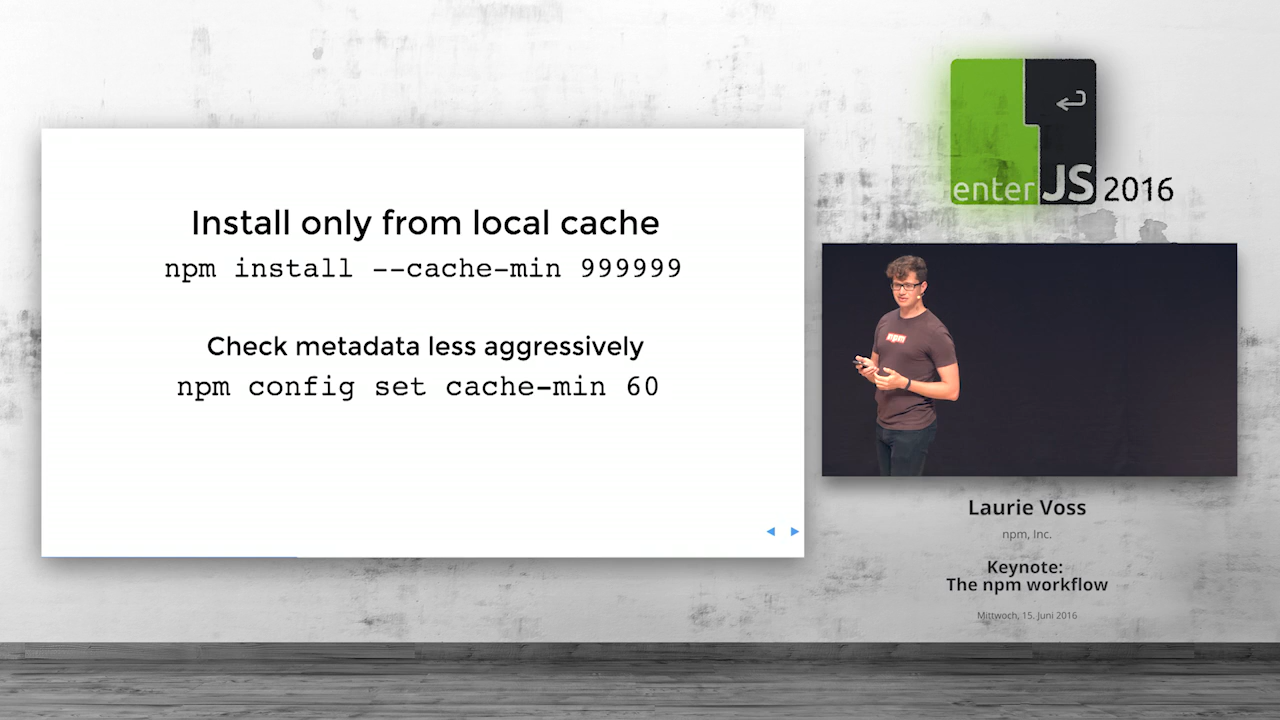 Install only from local cache
npm install --cache-min 999999
Check metadata less aggressively
npm config set cache-min 60
enter JS 2016
npm
Laurie Voss
npm, Inc.
Keynote:
The npm workflow
Mittwoch, 15. Juni 2016